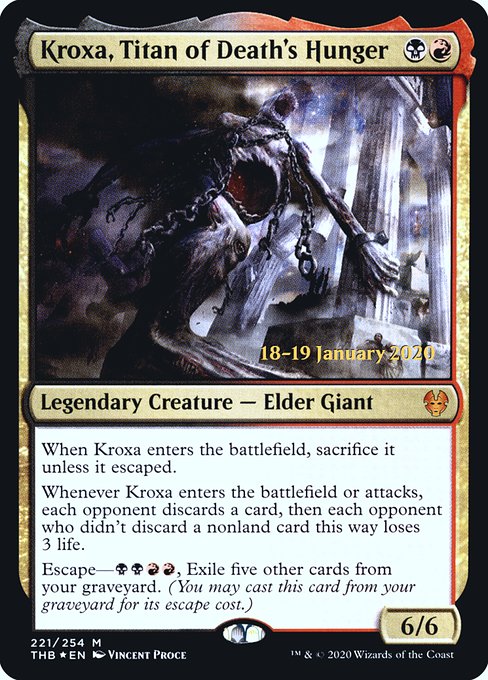 Kroxa, Titan of Death's Hunger
18–19 January 2020
Legendary Creature — Elder Giant
When Kroxa enters the battlefield, sacrifice it
unless it escaped.
Whenever Kroxa enters the battlefield or attacks,
each opponent discards a card, then each opponent
who didn't discard a nonland card this way loses
3 life.
Escape—, Exile five other cards from
your graveyard. (You may cast this card from your
graveyard for its escape cost.)
6/6
221/254 M
THB ★ EN Vincent Proce
™ & © 2020 Wizards of the Coast